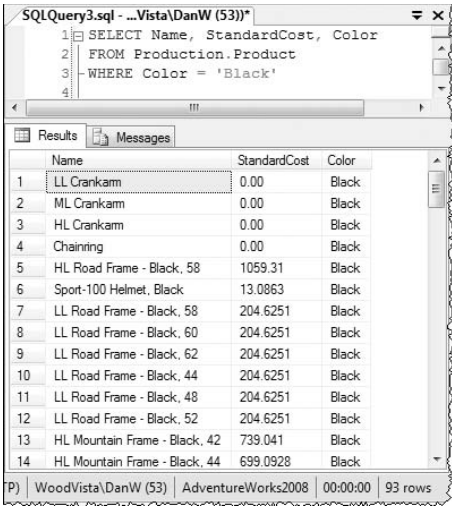 SQLQuery3.sql - ...Vista\DanW (53))*
1 SELECT Name, StandardCost, Color
2 FROM Production.Product
3 WHERE Color = 'Black'
4
Results Messages
Name StandardCost Color
1 LL Crankarm 0.00 Black
2 ML Crankarm 0.00 Black
3 HL Crankarm 0.00 Black
4 Chainring 0.00 Black
5 HL Road Frame - Black, 58 1059.31 Black
6 Sport-100 Helmet, Black 13.0863 Black
7 LL Road Frame - Black, 58 204.6251 Black
8 LL Road Frame - Black, 60 204.6251 Black
9 LL Road Frame - Black, 62 204.6251 Black
10 LL Road Frame - Black, 44 204.6251 Black
11 LL Road Frame - Black, 48 204.6251 Black
12 LL Road Frame - Black, 52 204.6251 Black
13 HL Mountain Frame - Black, 42 739.041 Black
14 HL Mountain Frame - Black, 44 699.0928 Black
TP) WoodVista\DanW (53) AdventureWorks2008 00:00:00 93 rows